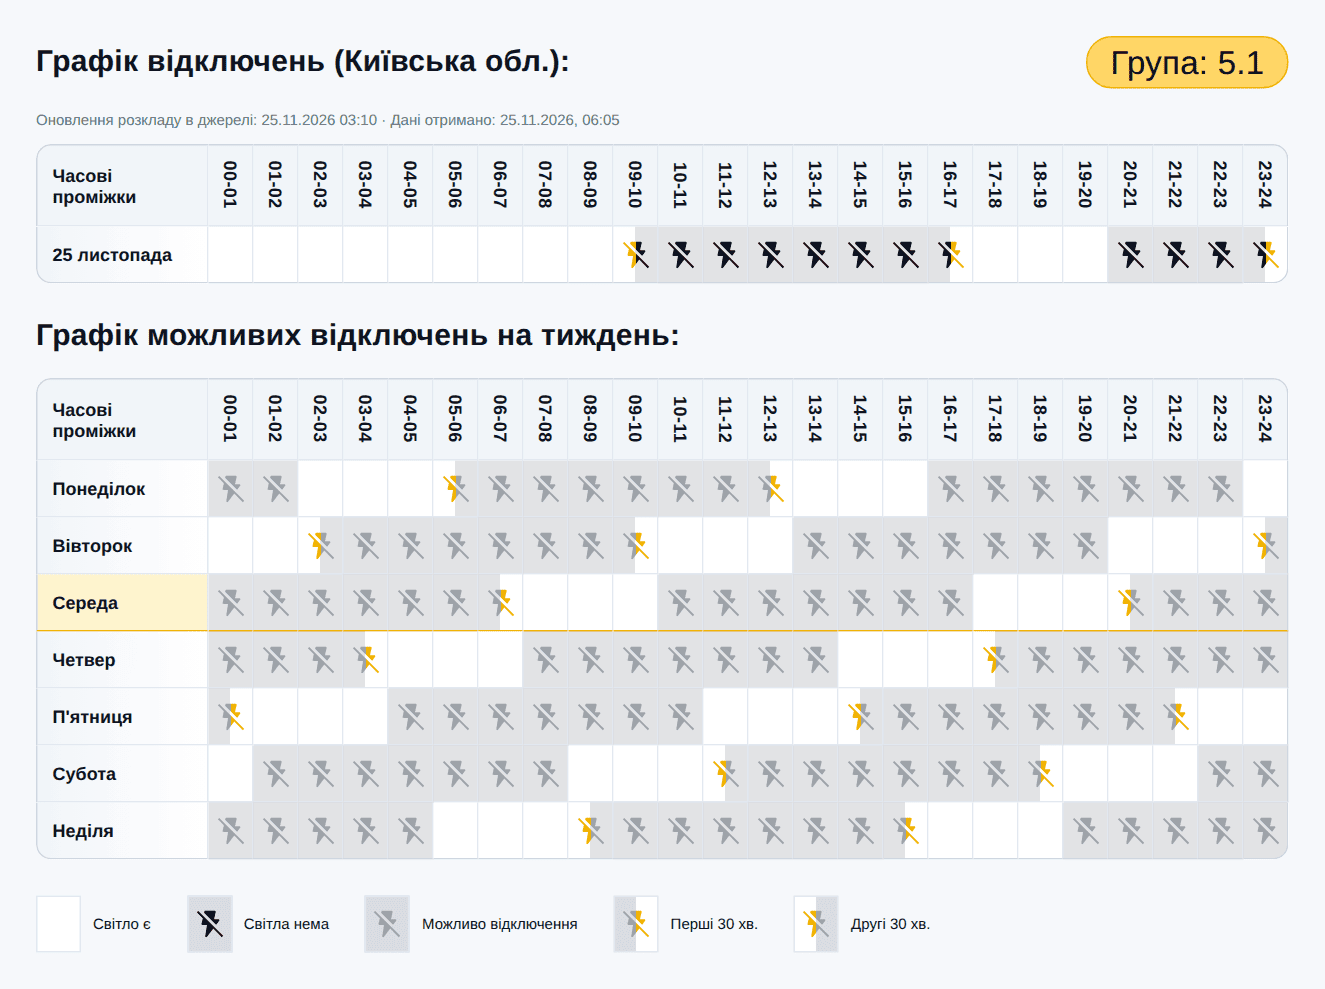 Графік відключень (Київська обл.):
Група: 5.1
Оновлення розкладу в джерелі: 25.11.2026 03:10 · Дані отримано: 25.11.2026, 06:05
Часові проміжки 00-01 01-02 02-03 03-04 04-05 05-06 06-07 07-08 08-09 09-10 10-11 11-12 12-13 13-14 14-15 15-16 16-17 17-18 18-19 19-20 20-21 21-22 22-23 23-24
25 листопада
Графік можливих відключень на тиждень:
Часові проміжки 00-01 01-02 02-03 03-04 04-05 05-06 06-07 07-08 08-09 09-10 10-11 11-12 12-13 13-14 14-15 15-16 16-17 17-18 18-19 19-20 20-21 21-22 22-23 23-24
Понеділок
Вівторок
Середа
Четвер
П'ятниця
Субота
Неділя
Світло є
Світла нема
Можливо відключення
Перші 30 хв.
Другі 30 хв.